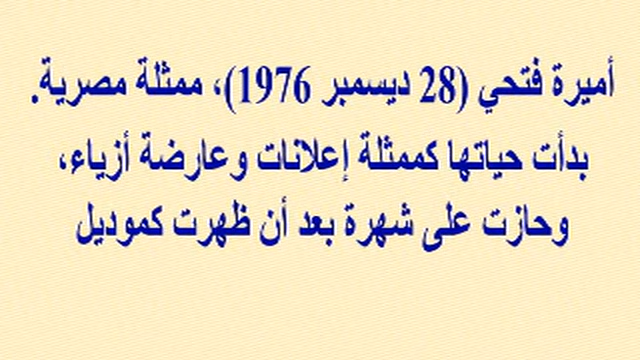 أميرة فتحي (28 ديسمبر 1976)، ممثلة مصرية.
بدأت حياتها كممثلة إعلانات وعارضة أزياء،
وحازت على شهرة بعد أن ظهرت كموديل